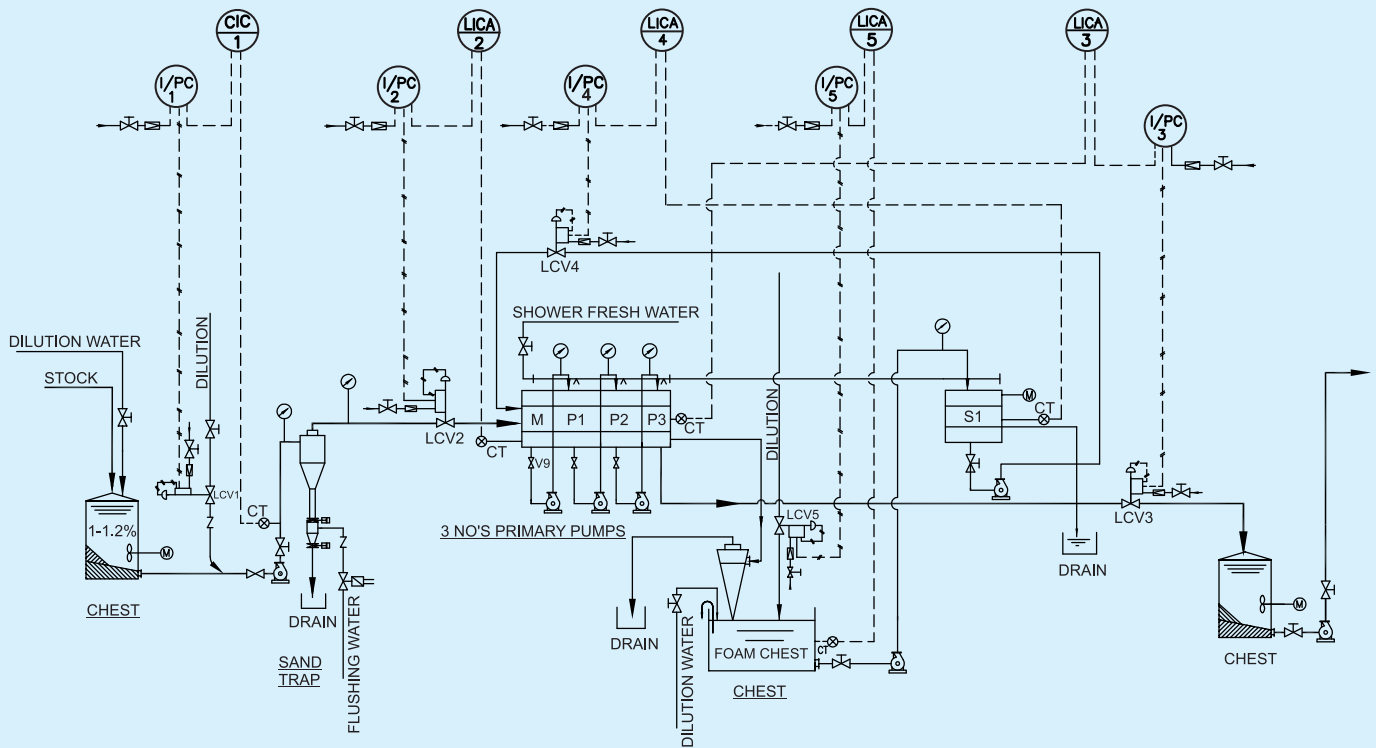 CIC
1
LICA
2
LICA
4
LICA
5
LICA
3
I/PC
1
I/PC
2
I/PC
4
I/PC
5
I/PC
3
LCV4
SHOWER FRESH WATER
DILUTION WATER
STOCK
DILUTION
LCV2
CT
M P1 P2 P3
CT
S1
M
CT
DILUTION
LCV1
CT
V9
1-1.2%
M
3 NO'S PRIMARY PUMPS
LCV5
LCV3
DRAIN
CHEST
DRAIN
SAND
TRAP
FLUSHING WATER
DRAIN
DILUTION WATER
FOAM CHEST
CT
CHEST
M
CHEST
M